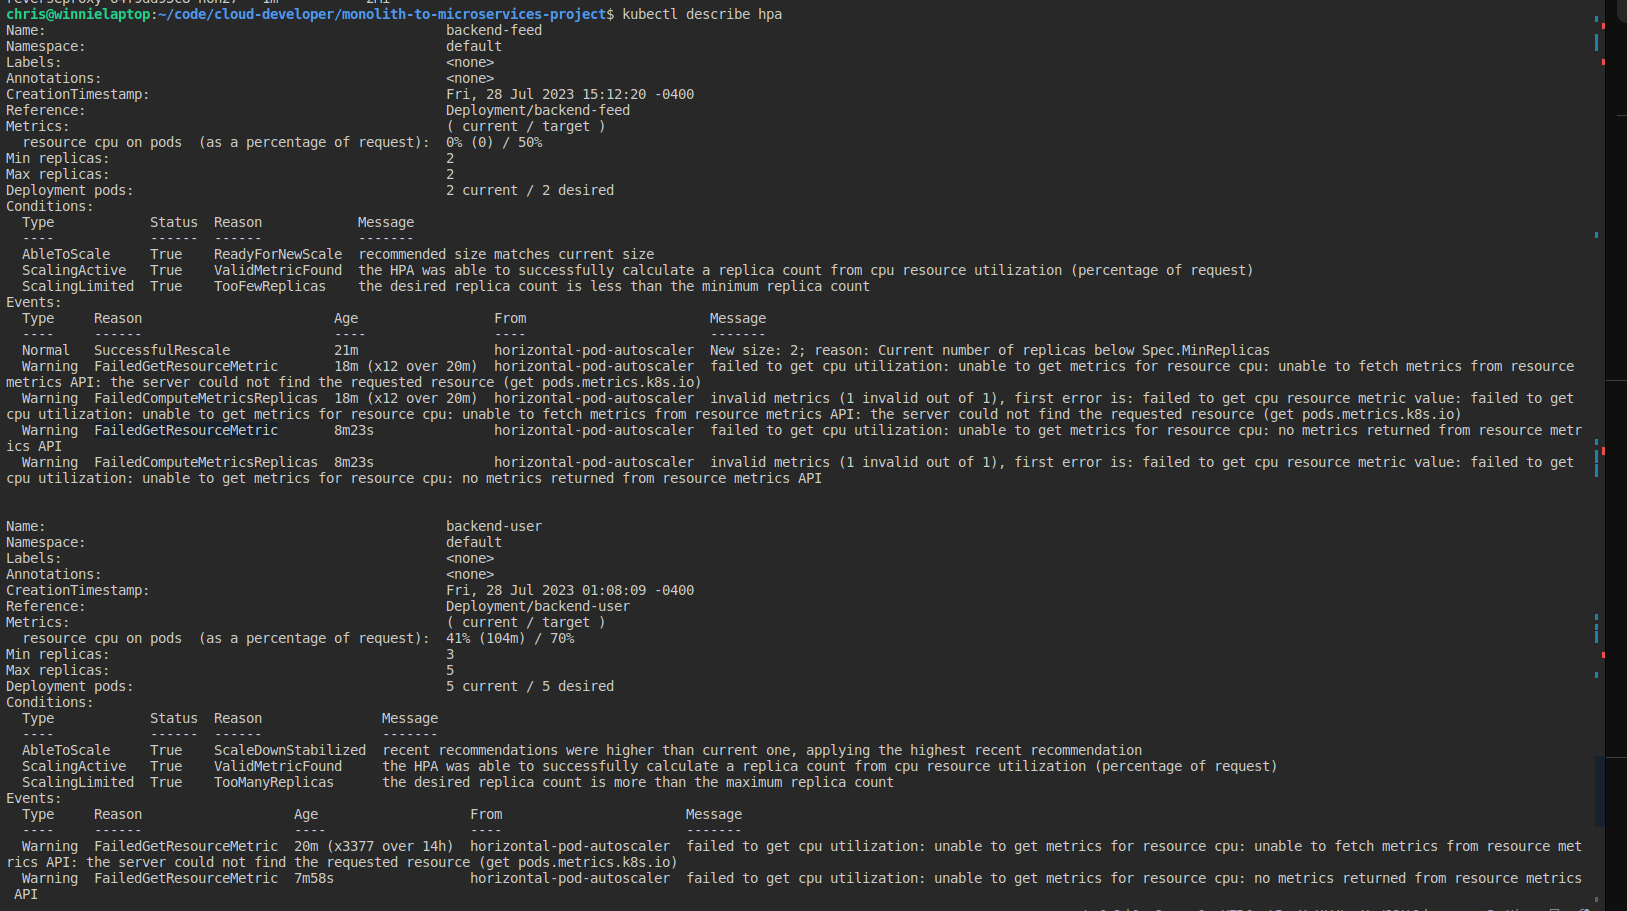 chris@winnielaptop:~/code/cloud-developer/monolith-to-microservices-project$ kubectl describe hpa
Name:                                                  backend-feed
Namespace:                                             default
Labels:                                                <none>
Annotations:                                           <none>
CreationTimestamp:                                     Fri, 28 Jul 2023 15:12:20 -0400
Reference:                                             Deployment/backend-feed
Metrics:                                               ( current / target )
  resource cpu on pods  (as a percentage of request):  0% (0) / 50%
Min replicas:                                          2
Max replicas:                                          2
Deployment pods:                                       2 current / 2 desired
Conditions:
  Type            Status  Reason            Message
  ----            ------  ------            -------
  AbleToScale     True    ReadyForNewScale  recommended size matches current size
  ScalingActive   True    ValidMetricFound  the HPA was able to successfully calculate a replica count from cpu resource utilization (percentage of request)
  ScalingLimited  True    TooFewReplicas    the desired replica count is less than the minimum replica count
Events:
  Type     Reason                        Age                 From                       Message
  ----     ------                        ----                ----                       -------
  Normal   SuccessfulRescale             21m                 horizontal-pod-autoscaler  New size: 2; reason: Current number of replicas below Spec.MinReplicas
  Warning  FailedGetResourceMetric       18m (x12 over 20m)  horizontal-pod-autoscaler  failed to get cpu utilization: unable to get metrics for resource cpu: unable to fetch metrics from resource
metrics API: the server could not find the requested resource (get pods.metrics.k8s.io)
  Warning  FailedComputeMetricsReplicas  18m (x12 over 20m)  horizontal-pod-autoscaler  invalid metrics (1 invalid out of 1), first error is: failed to get cpu resource metric value: failed to get
cpu utilization: unable to get metrics for resource cpu: unable to fetch metrics from resource metrics API: the server could not find the requested resource (get pods.metrics.k8s.io)
  Warning  FailedGetResourceMetric       8m23s               horizontal-pod-autoscaler  failed to get cpu utilization: unable to get metrics for resource cpu: no metrics returned from resource metr
ics API
  Warning  FailedComputeMetricsReplicas  8m23s               horizontal-pod-autoscaler  invalid metrics (1 invalid out of 1), first error is: failed to get cpu resource metric value: failed to get
cpu utilization: unable to get metrics for resource cpu: no metrics returned from resource metrics API
Name:                                                  backend-user
Namespace:                                             default
Labels:                                                <none>
Annotations:                                           <none>
CreationTimestamp:                                     Fri, 28 Jul 2023 01:08:09 -0400
Reference:                                             Deployment/backend-user
Metrics:                                               ( current / target )
  resource cpu on pods  (as a percentage of request):  41% (104m) / 70%
Min replicas:                                          3
Max replicas:                                          5
Deployment pods:                                       5 current / 5 desired
Conditions:
  Type            Status  Reason               Message
  ----            ------  ------               -------
  AbleToScale     True    ScaleDownStabilized  recent recommendations were higher than current one, applying the highest recent recommendation
  ScalingActive   True    ValidMetricFound     the HPA was able to successfully calculate a replica count from cpu resource utilization (percentage of request)
  ScalingLimited  True    TooManyReplicas      the desired replica count is more than the maximum replica count
Events:
  Type     Reason                   Age                   From                       Message
  ----     ------                   ----                  ----                       -------
  Warning  FailedGetResourceMetric  20m (x3377 over 14h)  horizontal-pod-autoscaler  failed to get cpu utilization: unable to get metrics for resource cpu: unable to fetch metrics from resource met
rics API: the server could not find the requested resource (get pods.metrics.k8s.io)
  Warning  FailedGetResourceMetric  7m58s                 horizontal-pod-autoscaler  failed to get cpu utilization: unable to get metrics for resource cpu: no metrics returned from resource metrics
 API